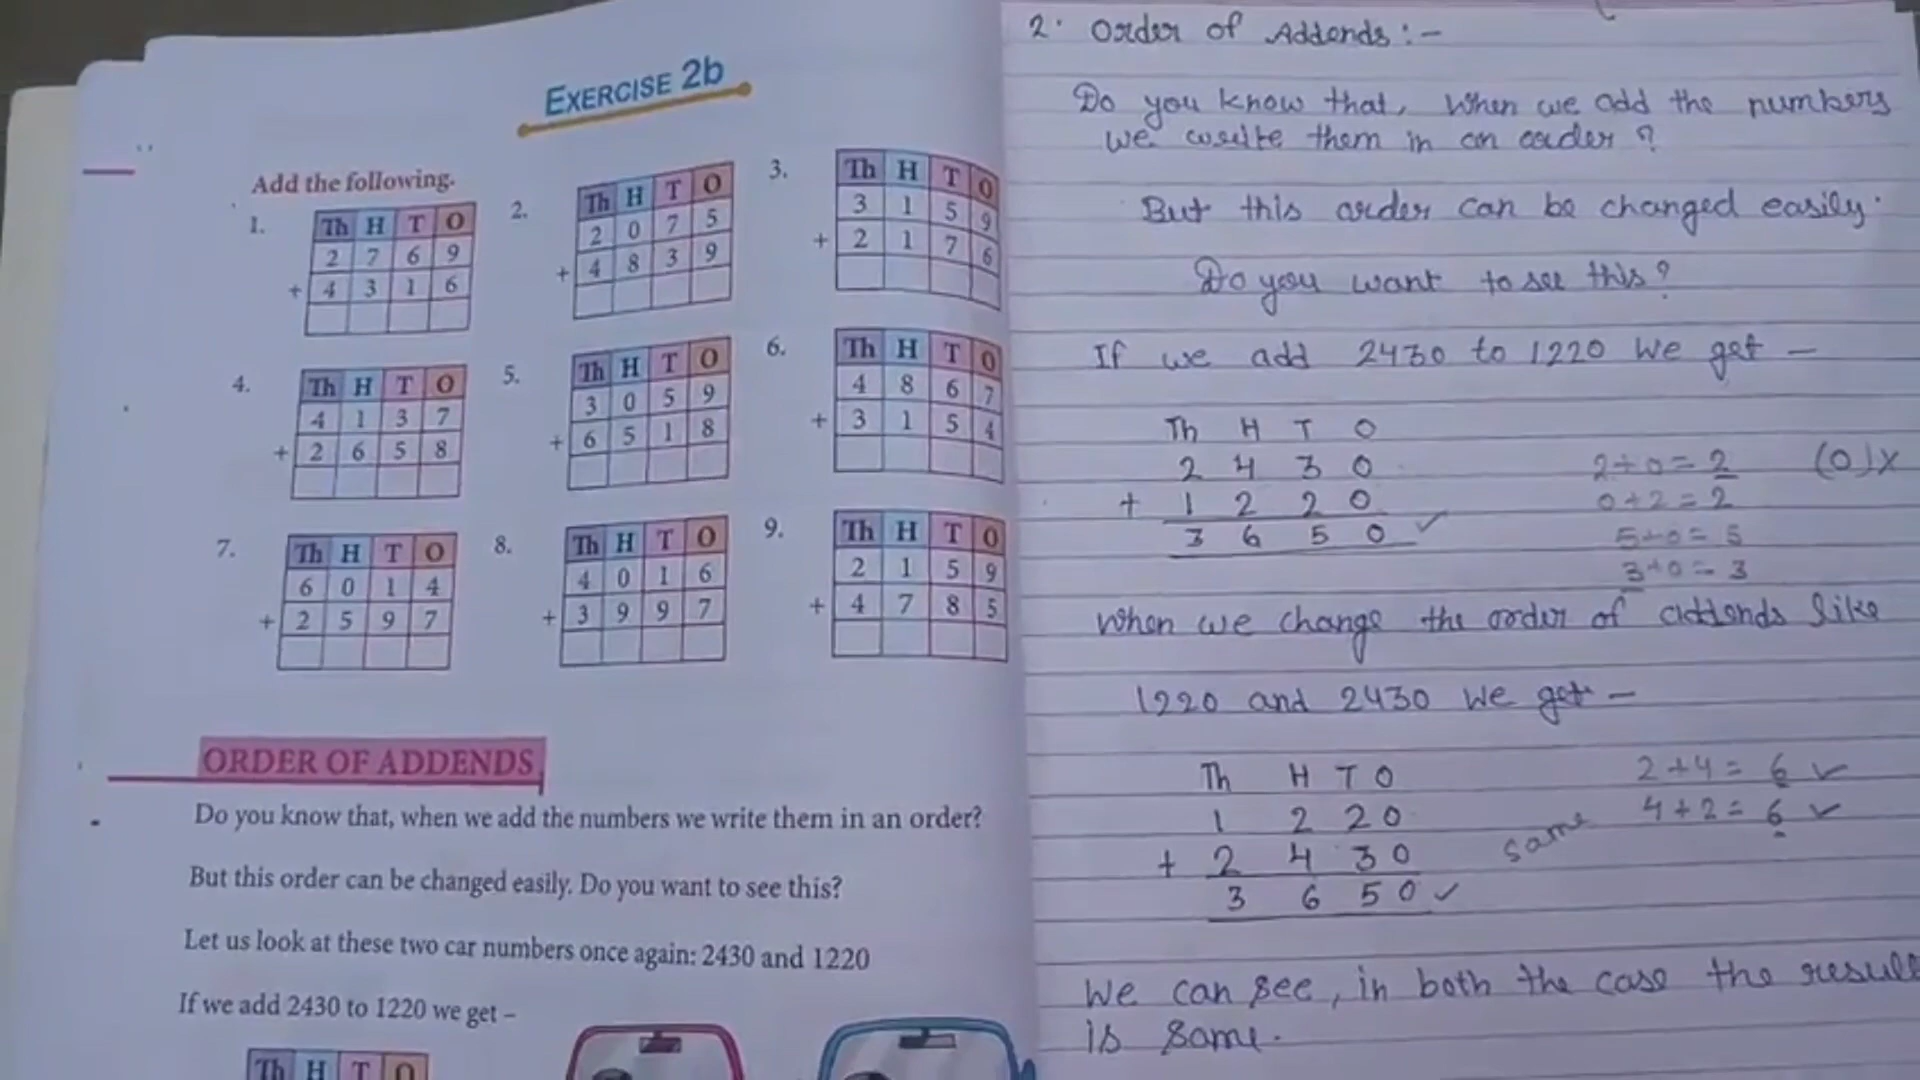 EXERCISE 2b
Add the following.
1.
Th H T O
2 7 6 9
+ 4 3 1 6
2.
Th H T O
2 0 7 5
+ 4 8 3 9
3.
Th H T O
3 1 5 9
+ 2 1 7 6
4.
Th H T O
4 1 3 7
+ 2 6 5 8
5.
Th H T O
3 0 5 9
+ 6 5 1 8
6.
Th H T O
4 8 6 7
+ 3 1 5 4
7.
Th H T O
6 0 1 4
+ 2 5 9 7
8.
Th H T O
4 0 1 6
+ 3 9 9 7
9.
Th H T O
2 1 5 9
+ 4 7 8 5
ORDER OF ADDENDS
Do you know that, when we add the numbers we write them in an order?
But this order can be changed easily. Do you want to see this?
Let us look at these two car numbers once again: 2430 and 1220
If we add 2430 to 1220 we get –
Th H T O
2. Order of Addends :-
Do you know that, When we add the numbers
We write them in an order ?
But this order can be changed easily.
Do you want to see this?
If we add 2430 to 1220 We get –
Th H T O
2 4 3 0
+ 1 2 2 0
3 6 5 0 ✓
2+0=2 (0)x
0+2=2
5+0=5
3+0=3
When we change the order of addends like
1220 and 2430 We get –
Th H T O
1 2 2 0
+ 2 4 3 0
3 6 5 0 ✓
same
2+4=6 ✓
4+2=6 ✓
We can see, in both the case the result
is same.